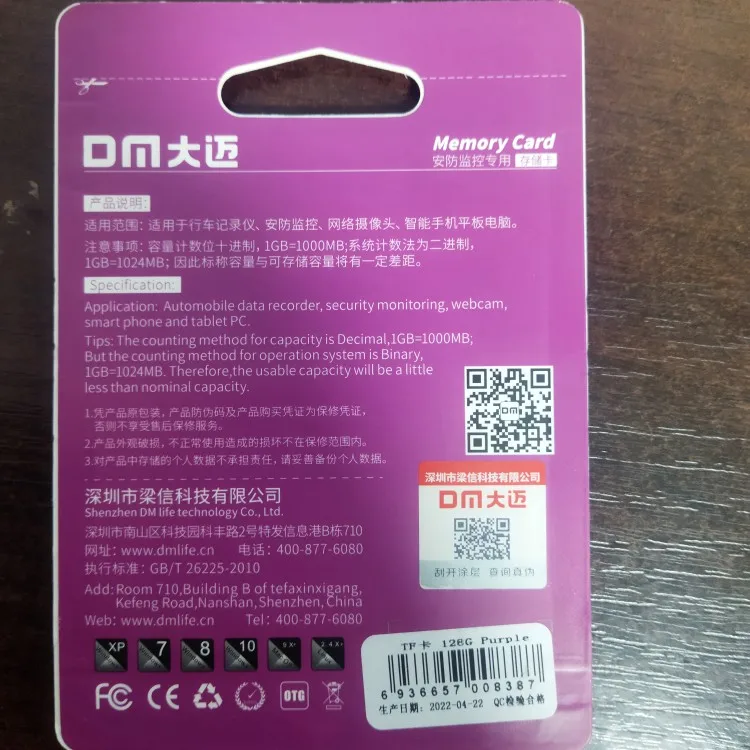 DM大迈
Memory Card
安防监控专用 存储卡
产品说明:
适用范围: 适用于行车记录仪、安防监控、网络摄像头、智能手机平板电脑。
注意事项: 容量计数位十进制, 1GB=1000MB;系统计数法为二进制,
1GB=1024MB; 因此标称容量与可存储容量将有一定差距。
Specification:
Application: Automobile data recorder, security monitoring, webcam,
smart phone and tablet PC.
Tips: The counting method for capacity is Decimal,1GB=1000MB;
But the counting method for operation system is Binary,
1GB=1024MB. Therefore,the usable capacity will be a little
less than nominal capacity.
1.凭产品原包装, 产品防伪码及产品购买凭证为保修凭证,
否则不享受售后保修服务。
2.产品外观破损, 不正常使用造成的损坏不在保修范围内。
3.对产品中存储的个人数据不承担责任, 请妥善备份个人数据。
DM
深圳市梁信科技有限公司
DM大迈
刮开涂层 查询真伪
深圳市梁信科技有限公司
Shenzhen DM life technology Co., Ltd.
深圳市南山区科技园科丰路2号特发信息港B栋710
网址: www.dmlife.cn 电话: 400-877-6080
执行标准: GB/T 26225-2010
Add: Room 710,Building B of tefaxinxigang,
Kefeng Road,Nanshan,Shenzhen, China
Web: www.dmlife.cn Tel: 400-877-6080
XP 7 8 10
FC CE OTG
TF卡 128G Purple
6 936657 008387
生产日期: 2022-04-22 QC检验合格